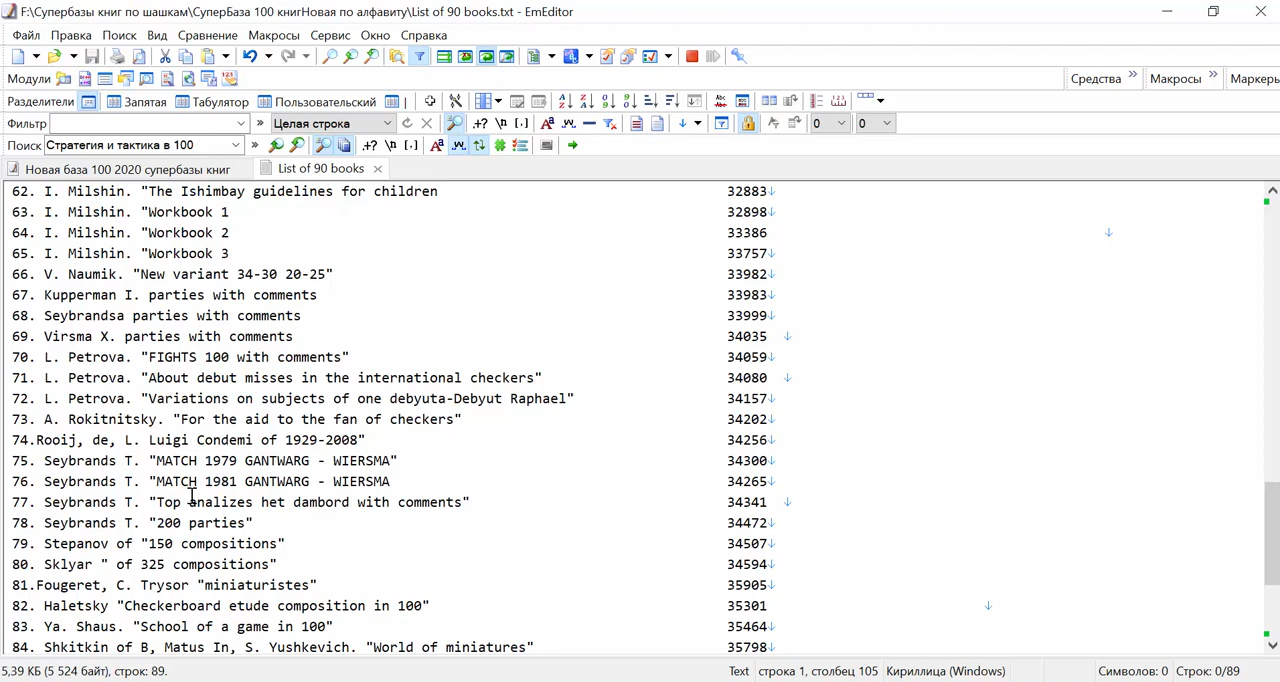 F:\Супербазы книг по шашкам\СуперБаза 100 книгНовая по алфавиту\List of 90 books.txt - EmEditor
Файл Правка Поиск Вид Сравнение Макросы Сервис Окно Справка
Модули Средства » Макросы » Маркеры
Разделители Запятая Табулятор Пользовательский
Фильтр » Целая строка 0 0
Поиск Стратегия и тактика в 100 »
Новая база 100 2020 супербазы книг List of 90 books ×
62. I. Milshin. "The Ishimbay guidelines for children 32883↓
63. I. Milshin. "Workbook 1 32898↓
64. I. Milshin. "Workbook 2 33386 ↓
65. I. Milshin. "Workbook 3 33757↓
66. V. Naumik. "New variant 34-30 20-25" 33982↓
67. Kupperman I. parties with comments 33983↓
68. Seybrandsa parties with comments 33999↓
69. Virsma X. parties with comments 34035 ↓
70. L. Petrova. "FIGHTS 100 with comments" 34059↓
71. L. Petrova. "About debut misses in the international checkers" 34080 ↓
72. L. Petrova. "Variations on subjects of one debyuta-Debyut Raphael" 34157↓
73. A. Rokitnitsky. "For the aid to the fan of checkers" 34202↓
74.Rooij, de, L. Luigi Condemi of 1929-2008" 34256↓
75. Seybrands T. "MATCH 1979 GANTWARG - WIERSMA" 34300↓
76. Seybrands T. "MATCH 1981 GANTWARG - WIERSMA 34265↓
77. Seybrands T. "Top analizes het dambord with comments" 34341 ↓
78. Seybrands T. "200 parties" 34472↓
79. Stepanov of "150 compositions" 34507↓
80. Sklyar " of 325 compositions" 34594↓
81.Fougeret, C. Trysor "miniaturistes" 35905↓
82. Haletsky "Checkerboard etude composition in 100" 35301 ↓
83. Ya. Shaus. "School of a game in 100" 35464↓
84. Shkitkin of B, Matus In, S. Yushkevich. "World of miniatures" 35798↓
5,39 КБ (5 524 байт), строк: 89. Text строка 1, столбец 105 Кириллица (Windows) Символов: 0 Строк: 0/89